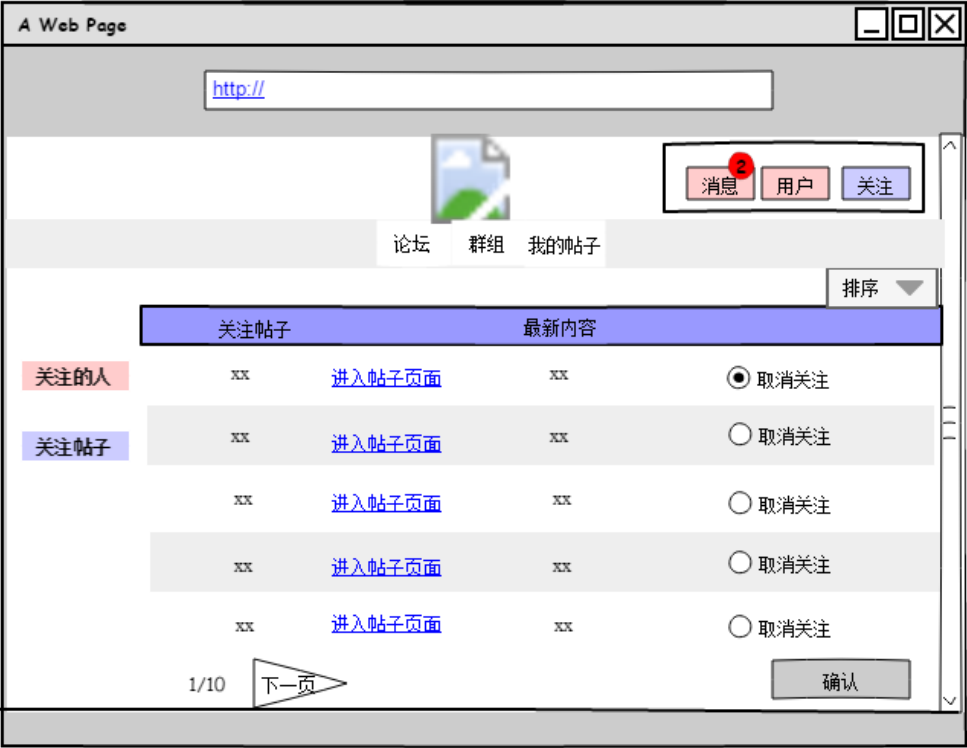 A Web Page
http://
消息 2 用户 关注
论坛 群组 我的帖子
排序
关注帖子 最新内容
关注的人
xx 进入帖子页面 xx 取消关注
关注帖子
xx 进入帖子页面 xx 取消关注
xx 进入帖子页面 xx 取消关注
xx 进入帖子页面 xx 取消关注
xx 进入帖子页面 xx 取消关注
1/10 下一页 确认